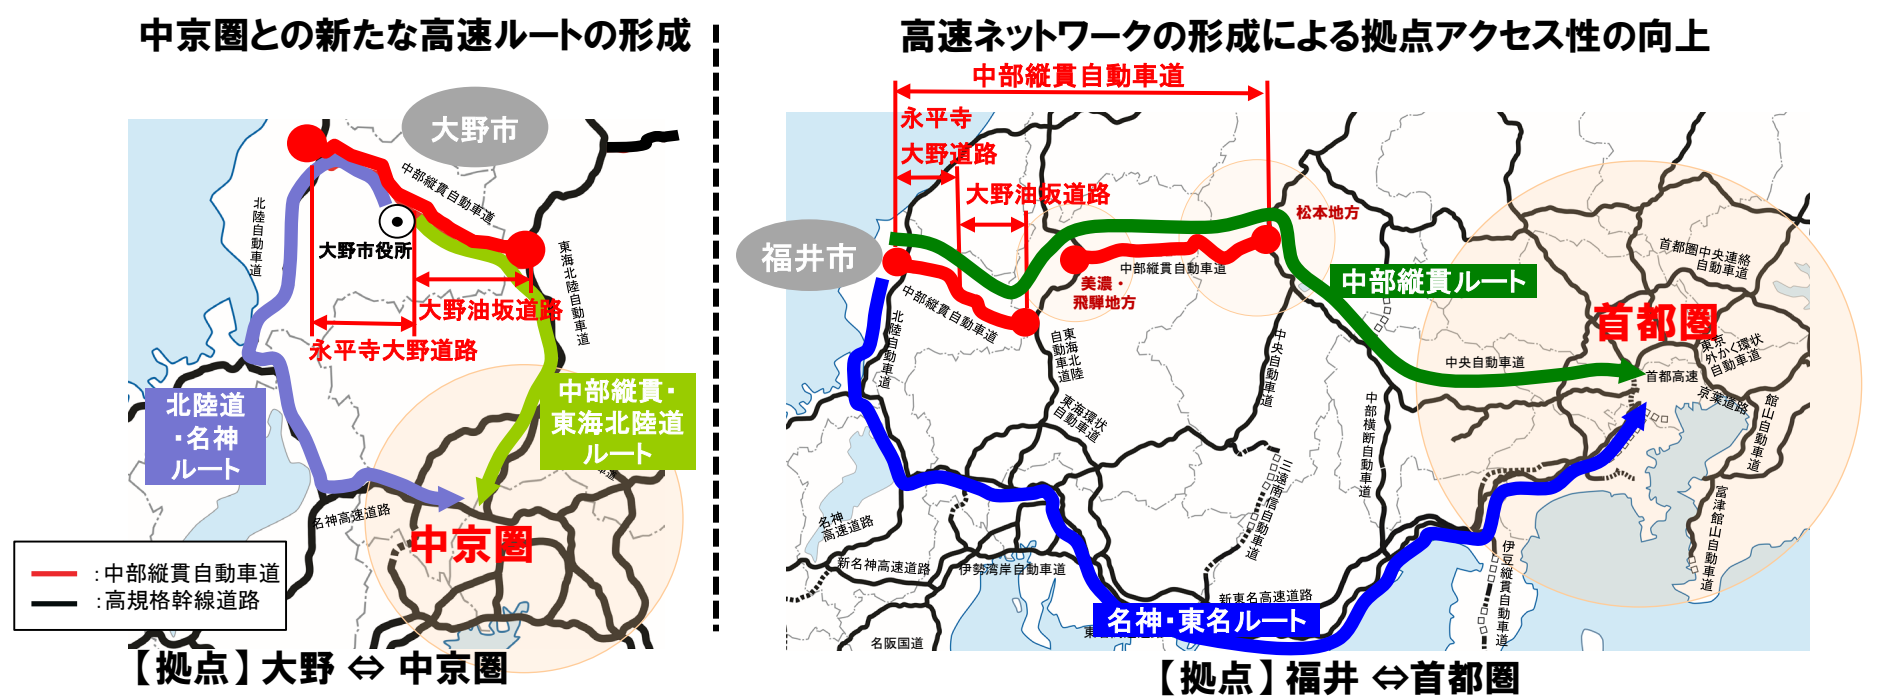 中京圏との新たな高速ルートの形成
大野市
中部縦貫自動車道
北陸自動車道
大野市役所
東海北陸自動車道
大野油坂道路
永平寺大野道路
北陸道
・名神
ルート
中部縦貫・
東海北陸道
ルート
名神高速道路
中京圏
:中部縦貫自動車道
:高規格幹線道路
【拠点】大野 ⇔ 中京圏
高速ネットワークの形成による拠点アクセス性の向上
中部縦貫自動車道
永平寺
大野道路
大野油坂道路
松本地方
福井市
中部縦貫自動車道
美濃・
飛騨地方
中部縦貫自動車道
中部縦貫ルート
首都圏中央連絡
自動車道
首都圏
東京
外かく環状
自動車道
北陸自動車道
東海北陸
自動車道
中央自動車道
中央自動車道
首都高速
京葉道路
館山自動車道
東海環状
自動車道
中部横断自動車道
三遠南信自動車道
富津館山自動車道
名神
高速道路
新名神高速道路
伊勢湾岸自動車道
伊豆縦貫自動車道
新東名高速道路
名神・東名ルート
名阪国道
【拠点】福井 ⇔首都圏